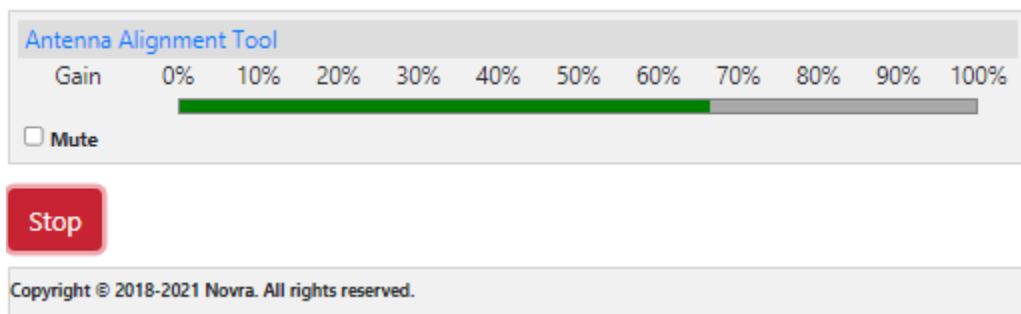 Antenna Alignment Tool
Gain 0% 10% 20% 30% 40% 50% 60% 70% 80% 90% 100%
Mute
Stop
Copyright © 2018-2021 Novra. All rights reserved.